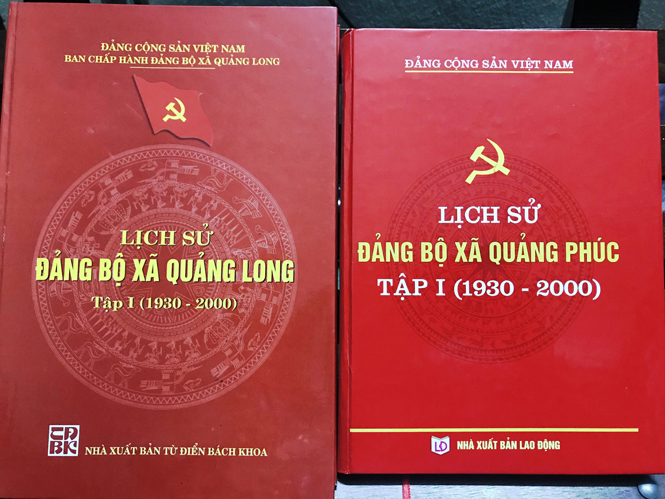 ĐẢNG CỘNG SẢN VIỆT NAM
BAN CHẤP HÀNH ĐẢNG BỘ XÃ QUẢNG LONG
LỊCH SỬ
ĐẢNG BỘ XÃ QUẢNG LONG
Tập I (1930 - 2000)
NHÀ XUẤT BẢN TỪ ĐIỂN BÁCH KHOA
ĐẢNG CỘNG SẢN VIỆT NAM
LỊCH SỬ
ĐẢNG BỘ XÃ QUẢNG PHÚC
TẬP I (1930 - 2000)
LĐ
NHÀ XUẤT BẢN LAO ĐỘNG